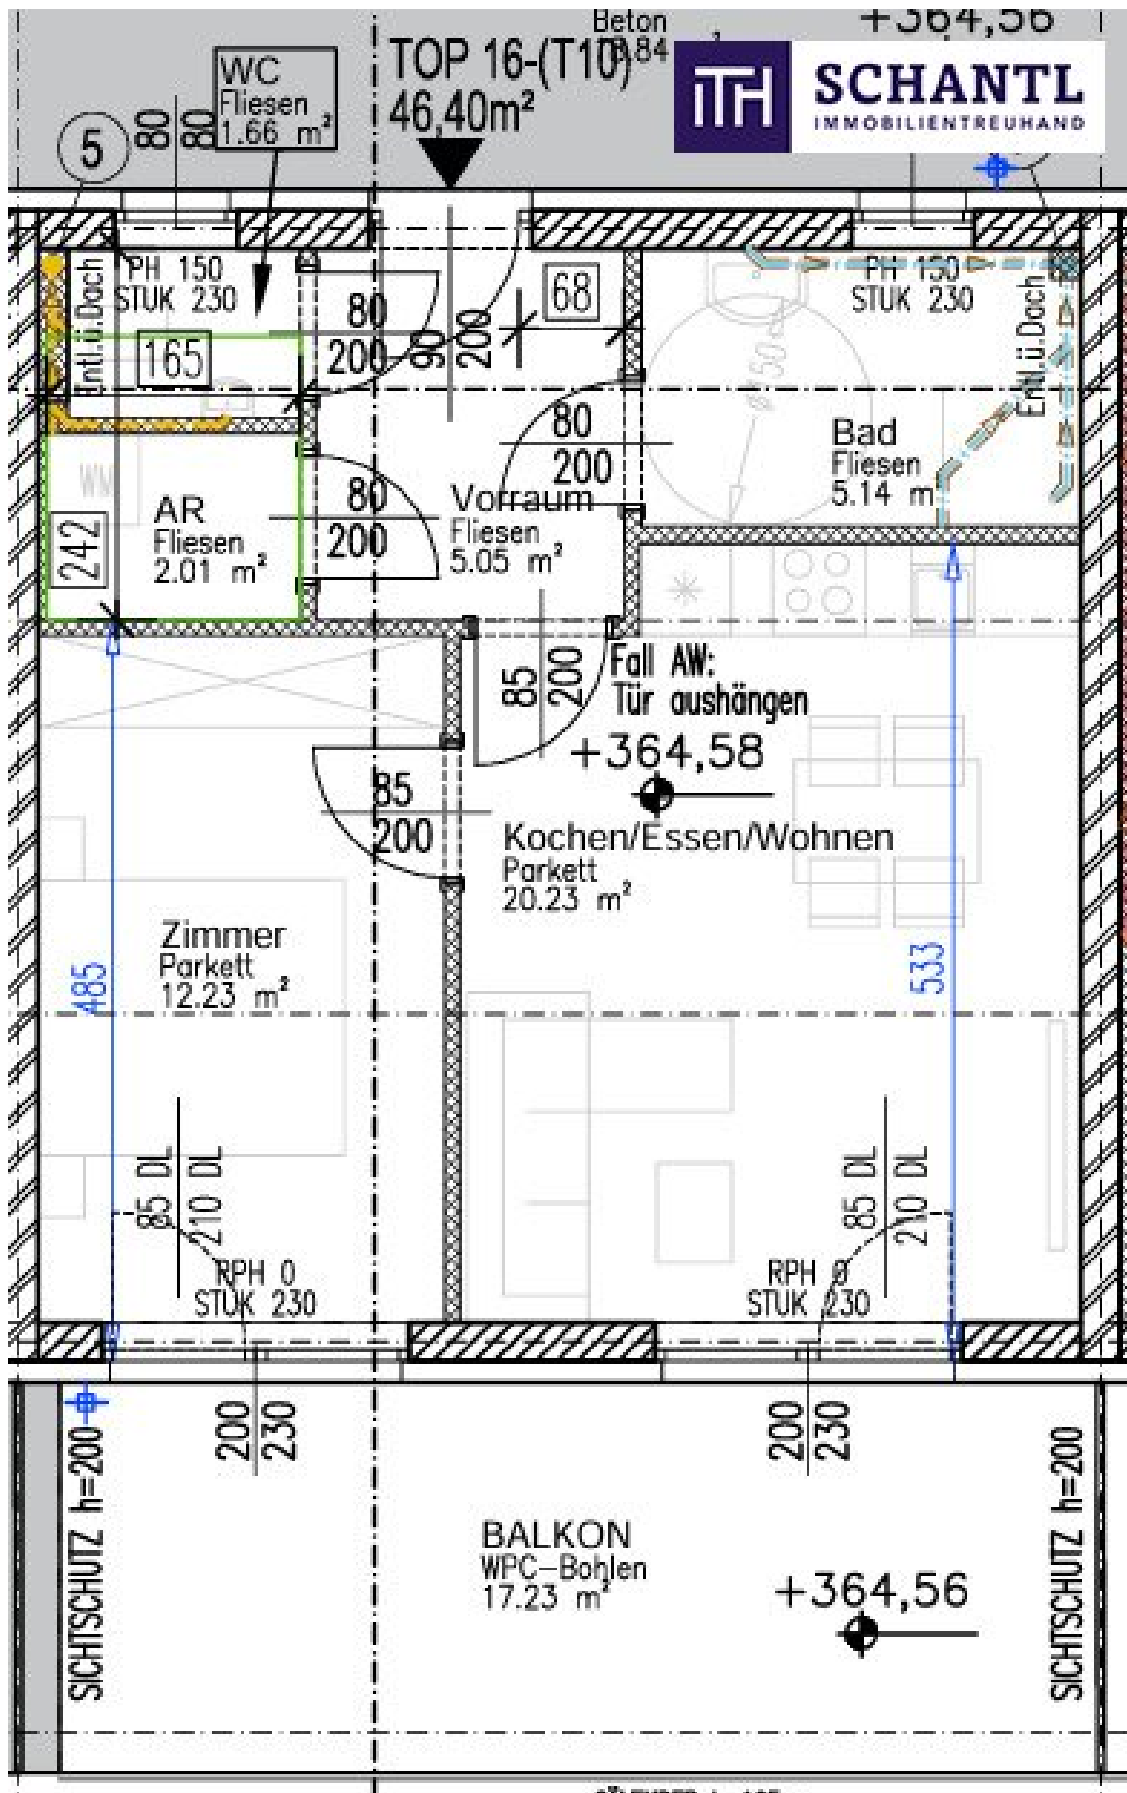 Beton
+364,56
WC
Fliesen
1.66 m²
TOP 16-(T10)
46,40m²
ITH
SCHANTL
IMMOBILIENTREUHAND
5
80
80
PH 150
STUK 230
Entl.ü.Dach
165
80
200
90
200
68
PH 150
STUK 230
Entl.ü.Dach
ø150
80
200
Bad
Fliesen
5.14 m
WM
AR
Fliesen
2.01 m²
242
80
200
Vorraum
Fliesen
5.05 m²
85
200
Fall AW:
Tür aushängen
+364,58
85
200
Kochen/Essen/Wohnen
Parkett
20.23 m²
Zimmer
Parkett
12.23 m²
485
533
85 DL
210 DL
RPH 0
STUK 230
85 DL
210 DL
RPH 0
STUK 230
200
230
200
230
SICHTSCHUTZ h=200
BALKON
WPC-Bohlen
17.23 m²
+364,56
SICHTSCHUTZ h=200